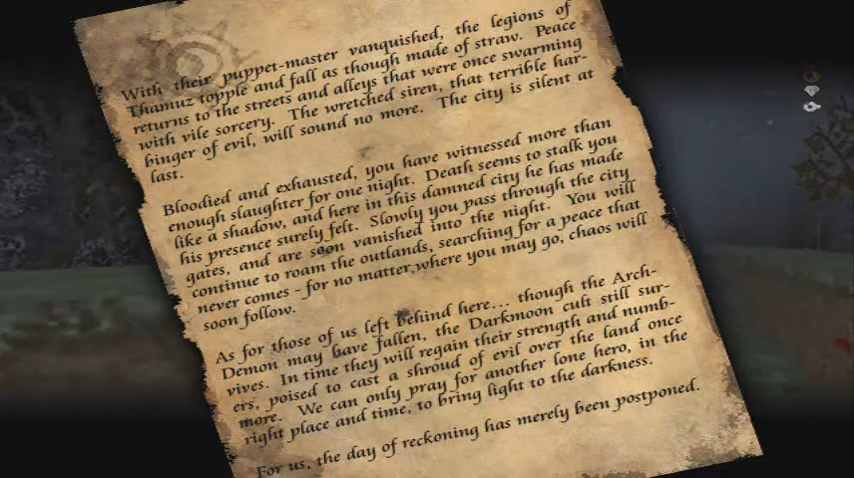 With their puppet-master vanquished, the legions of
Thamuz topple and fall as though made of straw. Peace
returns to the streets and alleys that were once swarming
with vile sorcery. The wretched siren, that terrible har-
binger of evil, will sound no more. The city is silent at
last.
Bloodied and exhausted, you have witnessed more than
enough slaughter for one night. Death seems to stalk you
like a shadow, and here in this damned city he has made
his presence surely felt. Slowly you pass through the city
gates, and are soon vanished into the night. You will
continue to roam the outlands, searching for a peace that
never comes - for no matter where you may go, chaos will
soon follow.
As for those of us left behind here... though the Arch-
Demon may have fallen, the Darkmoon cult still sur-
vives. In time they will regain their strength and numb-
ers, poised to cast a shroud of evil over the land once
more. We can only pray for another lone hero, in the
right place and time, to bring light to the darkness.
For us, the day of reckoning has merely been postponed.